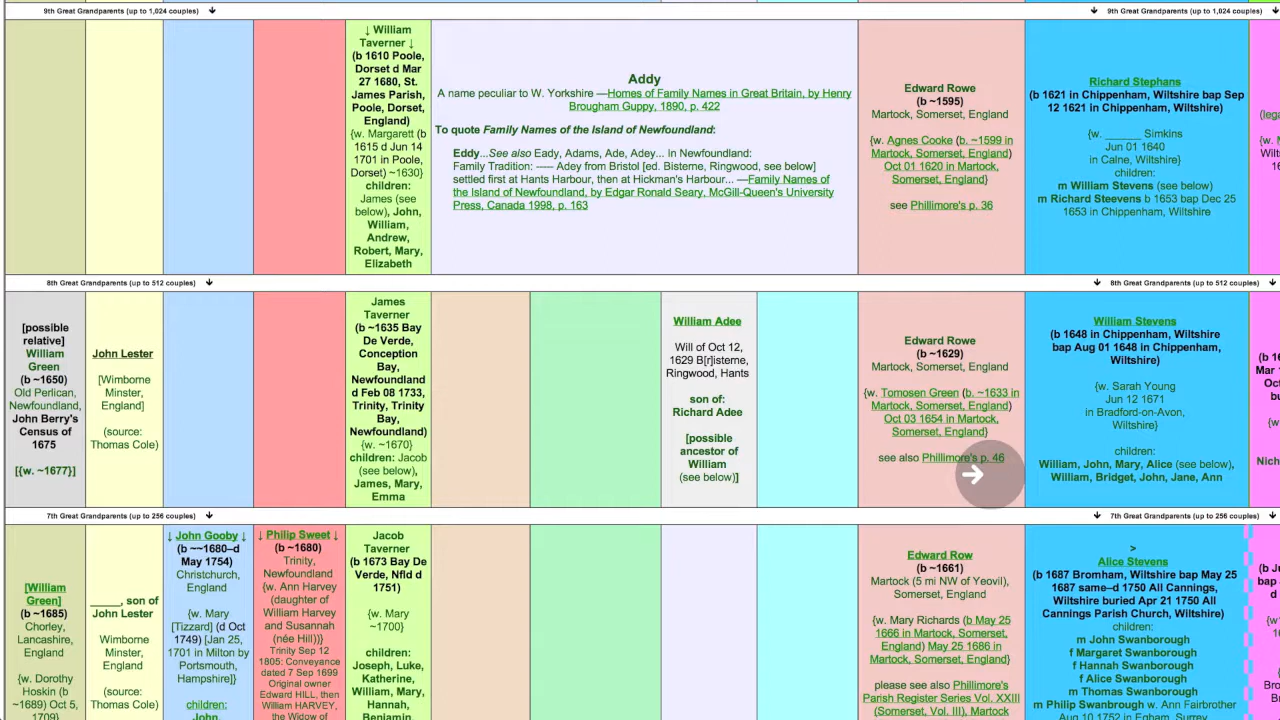 9th Great Grandparents (up to 1,024 couples) ↓ ↓ 9th Great Grandparents (up to 1,024 couples) ↓
↓ William
Taverner ↓
(b 1610 Poole,
Dorset d Mar
27 1680, St.
James Parish,
Poole, Dorset,
England)
{w. Margarett (b
1615 d Jun 14
1701 in Poole,
Dorset) ~1630}
children:
James (see
below), John,
William,
Andrew,
Robert, Mary,
Elizabeth
Addy
A name peculiar to W. Yorkshire —Homes of Family Names in Great Britain, by Henry
Brougham Guppy, 1890, p. 422
To quote Family Names of the Island of Newfoundland:
Eddy...See also Eady, Adams, Ade, Adey... In Newfoundland:
Family Tradition: ----- Adey from Bristol [ed. Bisterne, Ringwood, see below]
settled first at Hants Harbour, then at Hickman's Harbour... —Family Names of
the Island of Newfoundland, by Edgar Ronald Seary, McGill-Queen's University
Press, Canada 1998, p. 163
Edward Rowe
(b ~1595)
Martock, Somerset, England
{w. Agnes Cooke (b. ~1599 in
Martock, Somerset, England)
Oct 01 1620 in Martock,
Somerset, England}
see Phillimore's p. 36
Richard Stephans
(b 1621 in Chippenham, Wiltshire bap Sep
12 1621 in Chippenham, Wiltshire)
{w. ______ Simkins
Jun 01 1640
in Calne, Wiltshire}
children:
m William Stevens (see below)
m Richard Steevens b 1653 bap Dec 25
1653 in Chippenham, Wiltshire
8th Great Grandparents (up to 512 couples) ↓ ↓ 8th Great Grandparents (up to 512 couples) ↓
[possible
relative]
William
Green
(b ~1650)
Old Perlican,
Newfoundland,
John Berry's
Census of
1675
[{w. ~1677}]
John Lester
[Wimborne
Minster,
England]
(source:
Thomas Cole)
James
Taverner
(b ~1635 Bay
De Verde,
Conception
Bay,
Newfoundland
d Feb 08 1733,
Trinity, Trinity
Bay,
Newfoundland)
{w. ~1670}
children: Jacob
(see below),
James, Mary,
Emma
William Adee
Will of Oct 12,
1629 B[r]isterne,
Ringwood, Hants
son of:
Richard Adee
[possible
ancestor of
William
(see below)]
Edward Rowe
(b ~1629)
Martock, Somerset, England
{w. Tomosen Green (b. ~1633 in
Martock, Somerset, England)
Oct 03 1654 in Martock,
Somerset, England}
see also Phillimore's p. 46
William Stevens
(b 1648 in Chippenham, Wiltshire
bap Aug 01 1648 in Chippenham,
Wiltshire)
{w. Sarah Young
Jun 12 1671
in Bradford-on-Avon,
Wiltshire}
children:
William, John, Mary, Alice (see below),
William, Bridget, John, Jane, Ann
7th Great Grandparents (up to 256 couples) ↓ ↓ 7th Great Grandparents (up to 256 couples) ↓
[William
Green]
(b ~1685)
Chorley,
Lancashire,
England
{w. Dorothy
Hoskin (b
~1689) Oct 5,
1709)
_____, son of
John Lester
Wimborne
Minster,
England
(source:
Thomas Cole)
↓ John Gooby ↓
(b ~~1680–d
May 1754)
Christchurch,
England
{w. Mary
[Tizzard] (d Oct
1749) [Jan 25,
1701 in Milton by
Portsmouth,
Hampshire]}
children:
John,
↓ Philip Sweet ↓
(b ~1680)
Trinity,
Newfoundland
{w. Ann Harvey
(daughter of
William Harvey
and Susannah
(née Hill))}
Trinity Sep 12
1805: Conveyance
dated 7 Sep 1699
Original owner
Edward HILL, then
William HARVEY,
the Widow of
Jacob
Taverner
(b 1673 Bay De
Verde, Nfld d
1751)
{w. Mary
~1700}
children:
Joseph, Luke,
Katherine,
William, Mary,
Hannah,
Benjamin,
Edward Row
(b ~1661)
Martock (5 mi NW of Yeovil),
Somerset, England
{w. Mary Richards (b May 25
1666 in Martock, Somerset,
England) May 25 1686 in
Martock, Somerset, England}
please see also Phillimore's
Parish Register Series Vol. XXIII
(Somerset, Vol. III), Martock
>
Alice Stevens
(b 1687 Bromham, Wiltshire bap May 25
1687 same–d 1750 All Cannings,
Wiltshire buried Apr 21 1750 All
Cannings Parish Church, Wiltshire)
children:
m John Swanborough
f Margaret Swanborough
f Hannah Swanborough
f Alice Swanborough
m Thomas Swanborough
m Philip Swanborough w. Ann Fairbrother
Aug 10 1752 in Egham, Surrey